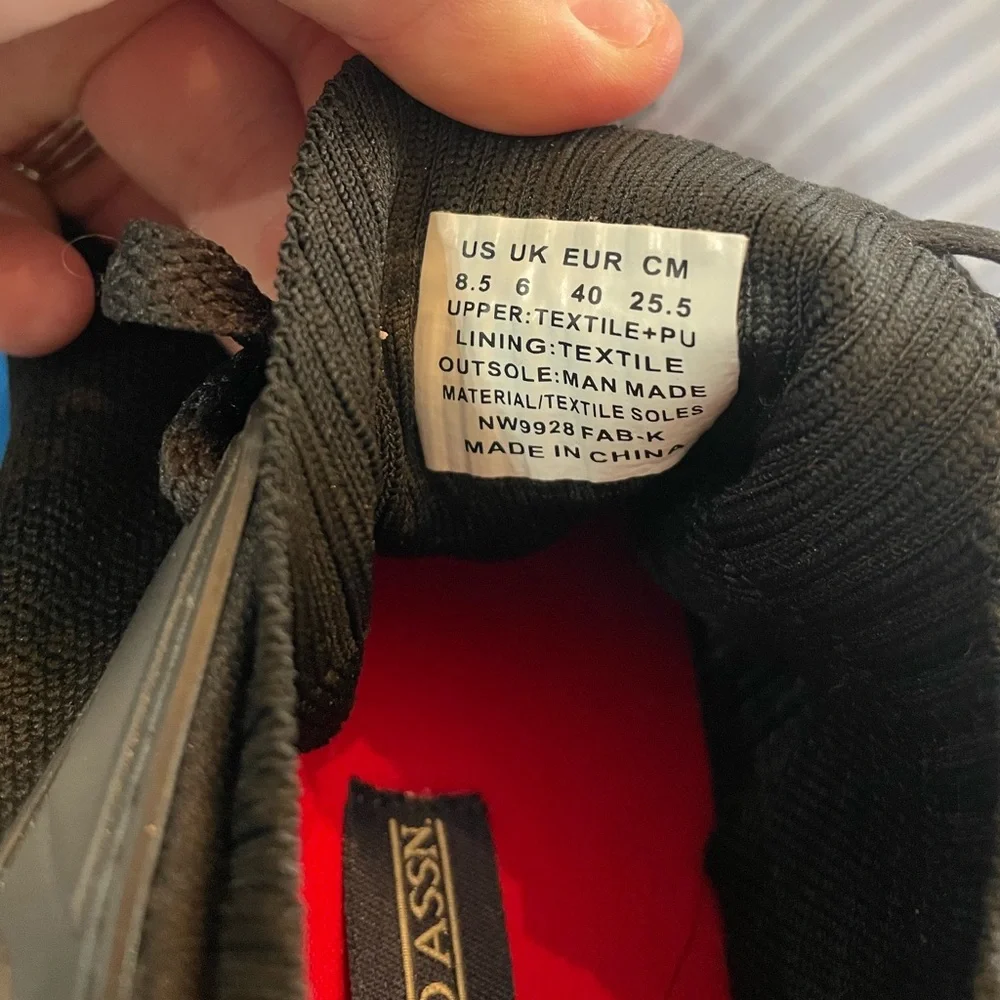 US UK EUR CM
8.5 6 40 25.5
UPPER:TEXTILE+PU
LINING:TEXTILE
OUTSOLE:MAN MADE
MATERIAL/TEXTILE SOLES
NW9928 FAB-K
MADE IN CHINA
ASSN.